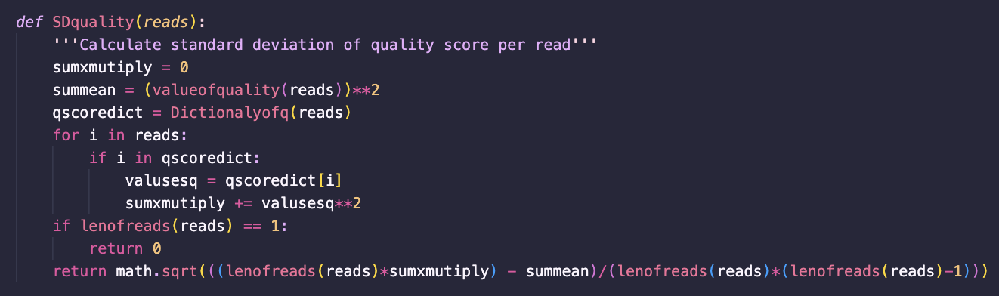 def SDquality(reads):
    '''Calculate standard deviation of quality score per read'''
    sumxmutiply = 0
    summean = (valueofquality(reads))**2
    qscoredict = Dictionalyofq(reads)
    for i in reads:
        if i in qscoredict:
            valusesq = qscoredict[i]
            sumxmutiply += valusesq**2
    if lenofreads(reads) == 1:
        return 0
    return math.sqrt(((lenofreads(reads)*sumxmutiply) - summean)/(lenofreads(reads)*(lenofreads(reads)-1)))